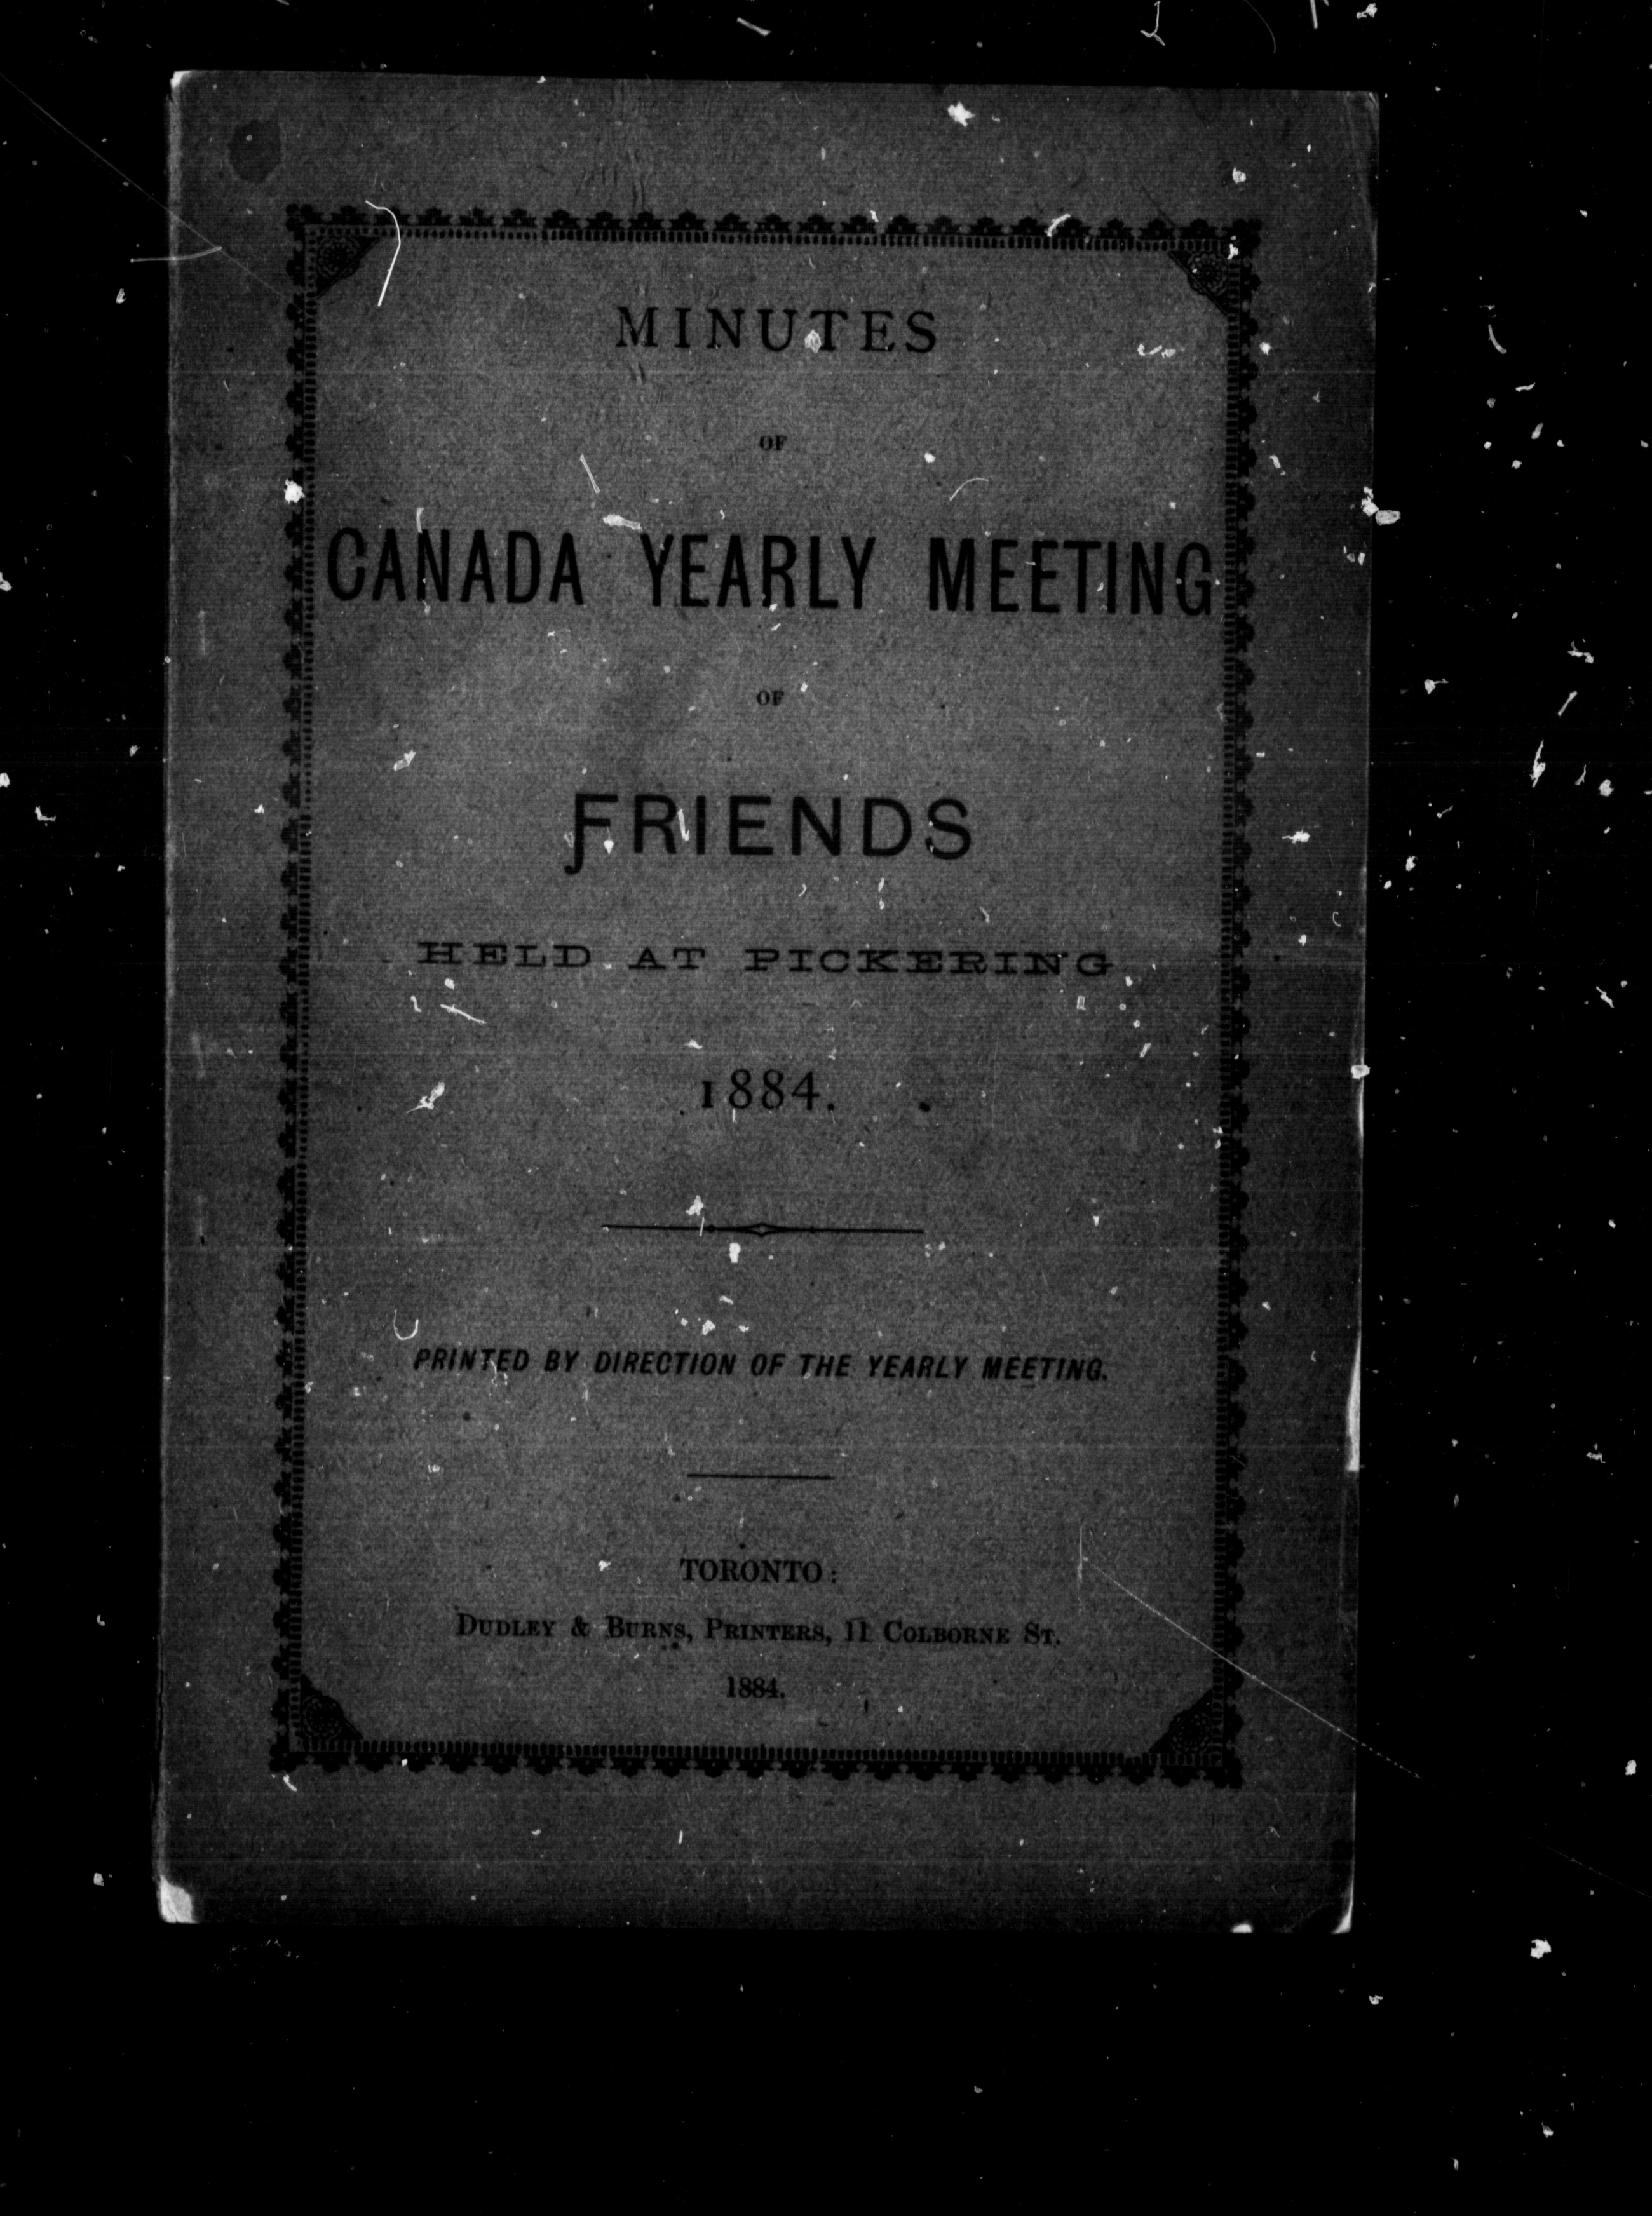 MINUTES
OF
CANADA YEARLY MEETING
OF
FRIENDS
HELD AT PICKERING
1884.
PRINTED BY DIRECTION OF THE YEARLY MEETING.
TORONTO:
DUDLEY & BURNS, PRINTERS, 11 COLBORNE ST.
1884.